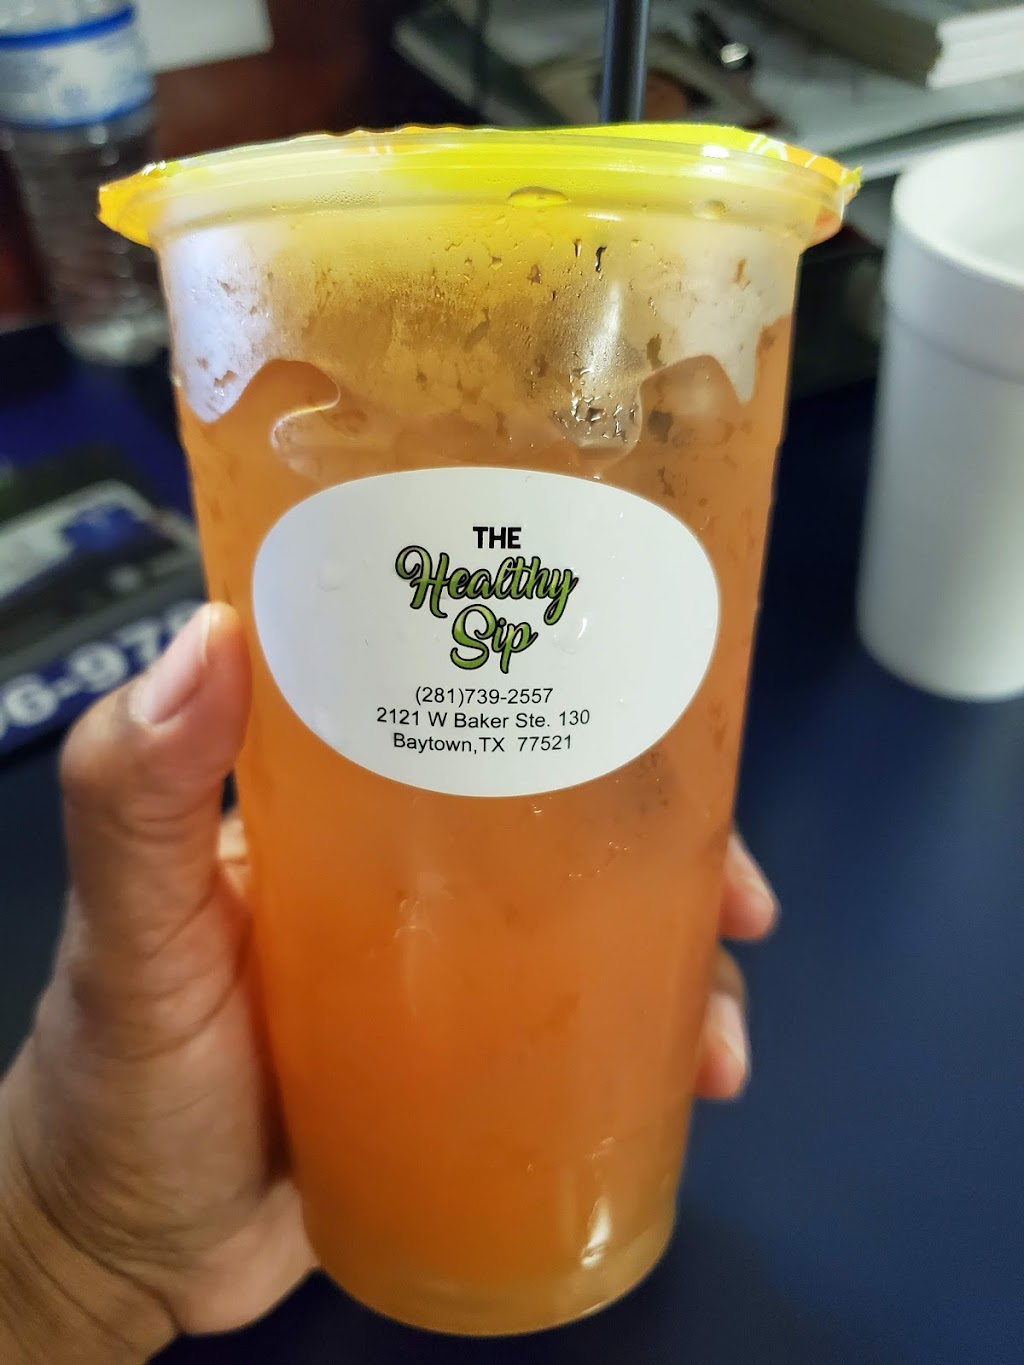 THE
Healthy
Sip
(281)739-2557
2121 W Baker Ste. 130
Baytown,TX  77521